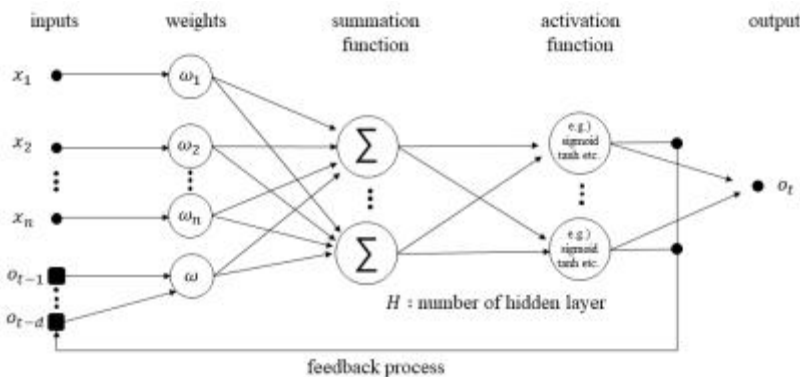 inputs weights summation function activation function output
x₁ ω₁
x₂ ω₂ ∑ e.g.) sigmoid tanh etc.
oₜ
xₙ ωₙ
∑ e.g.) sigmoid tanh etc.
oₜ₋₁ ω
H : number of hidden layer
oₜ₋d
feedback process